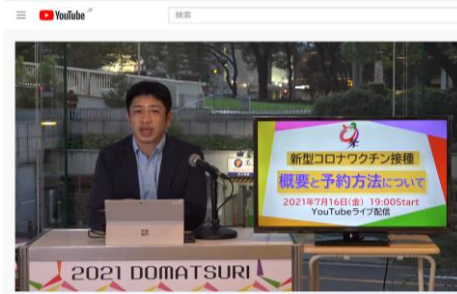 YouTube JP
検索
新型コロナワクチン接種
概要と予約方法について
2021年7月16日(金) 19:00Start
YouTubeライブ配信
2021 DOMATSURI